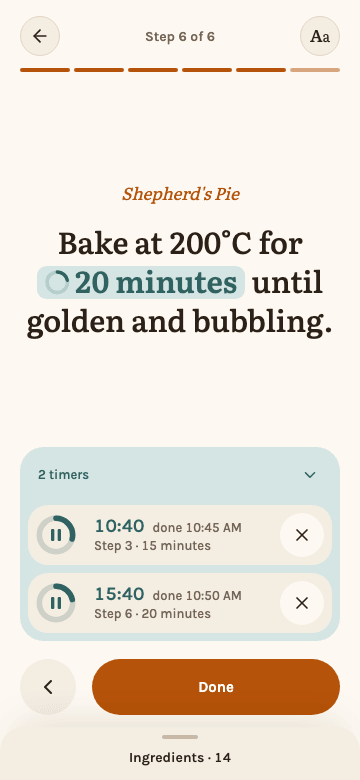 Step 6 of 6
Aa
Shepherd's Pie
Bake at 200°C for
20 minutes until
golden and bubbling.
2 timers
10:40 done 10:45 AM
Step 3 · 15 minutes
15:40 done 10:50 AM
Step 6 · 20 minutes
Done
Ingredients · 14